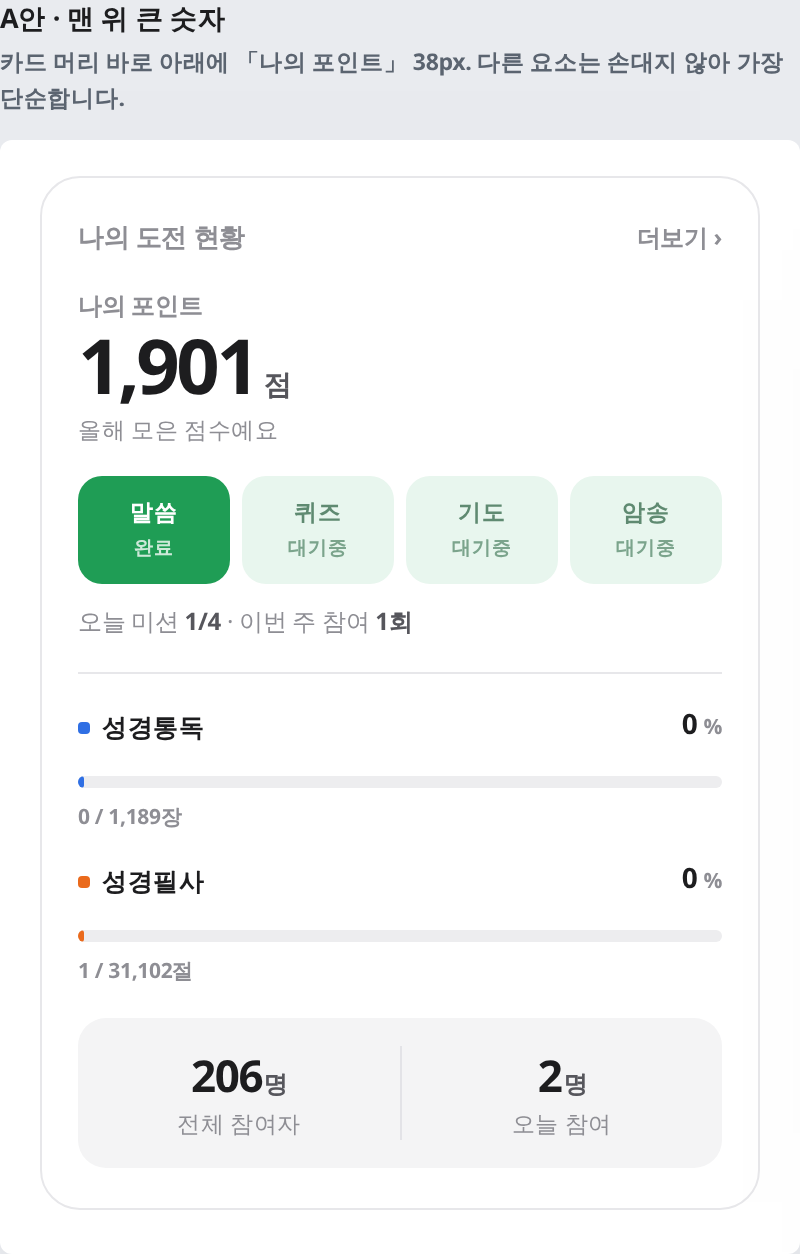 A안 · 맨 위 큰 숫자
카드 머리 바로 아래에 「나의 포인트」 38px. 다른 요소는 손대지 않아 가장
단순합니다.
나의 도전 현황
더보기 ›
나의 포인트
1,901 점
올해 모은 점수예요
말씀
완료
퀴즈
대기중
기도
대기중
암송
대기중
오늘 미션 1/4 · 이번 주 참여 1회
성경통독
0 %
0 / 1,189장
성경필사
0 %
1 / 31,102절
206명
전체 참여자
2명
오늘 참여